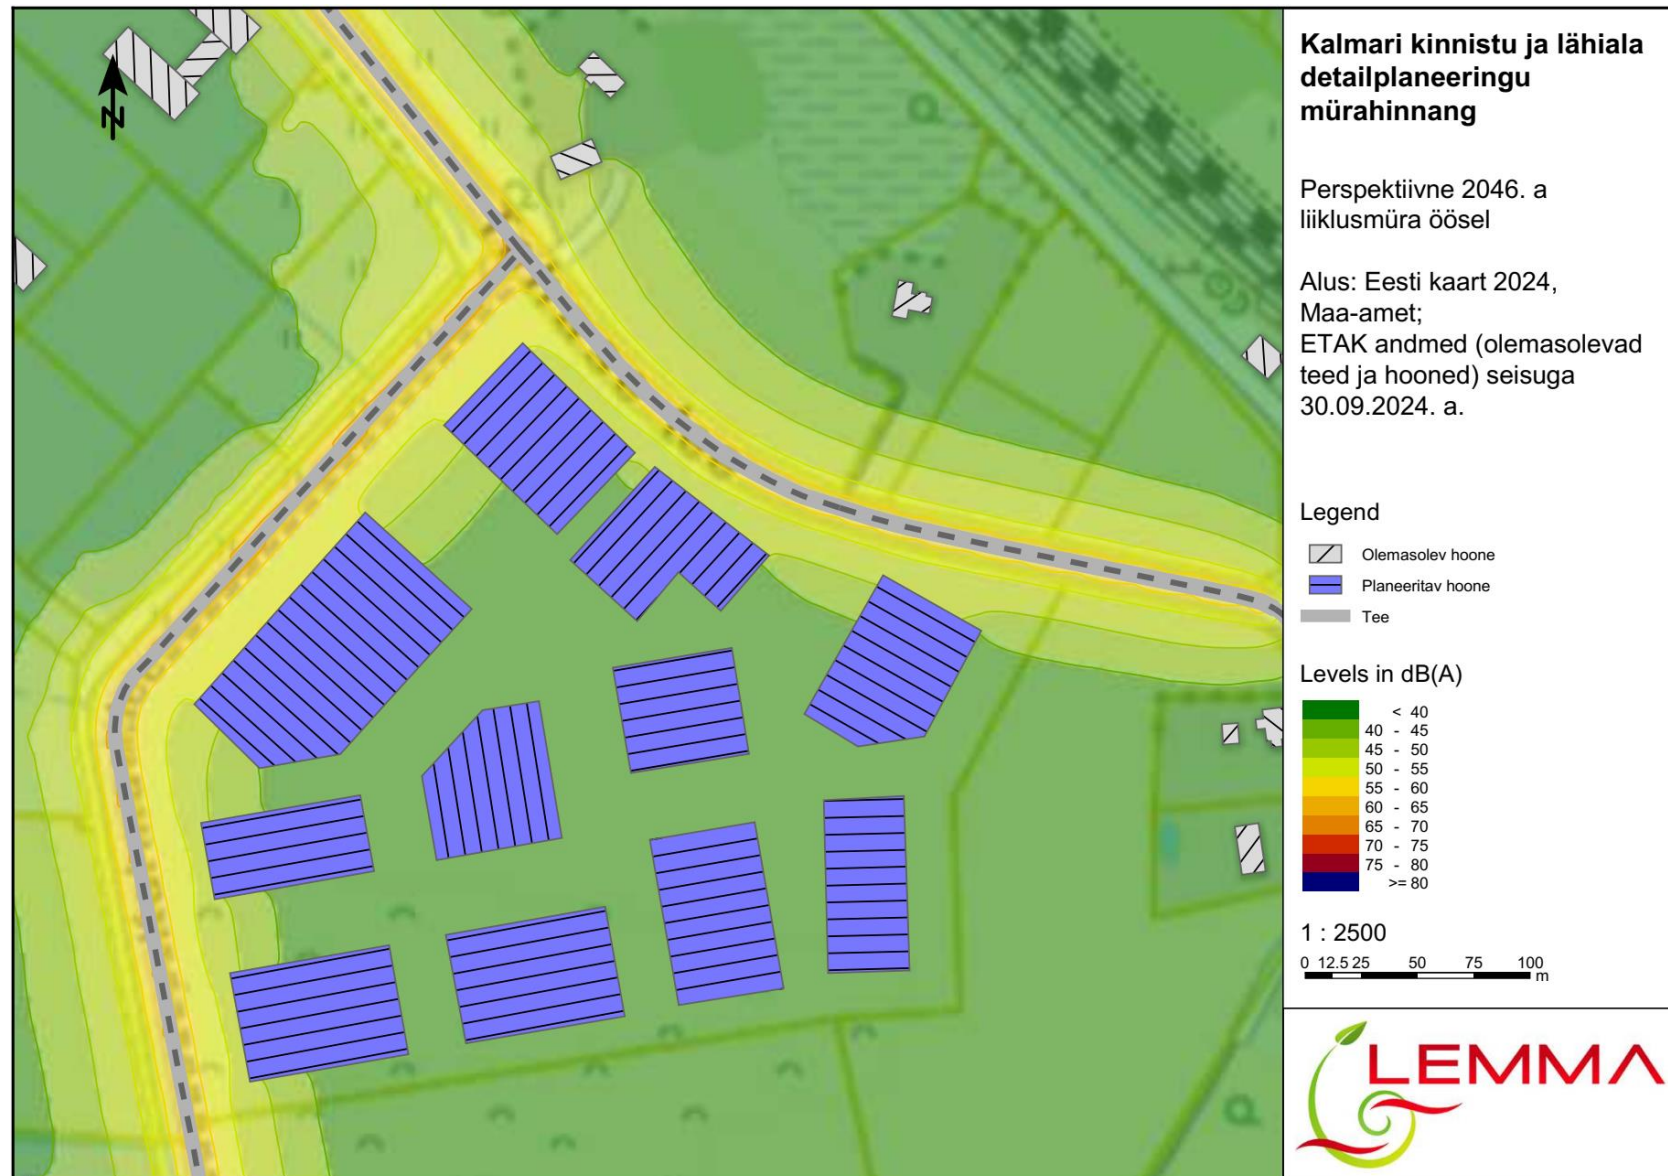 Kalmari kinnistu ja lähiala
detailplaneeringu
mürahinnang
Perspektiivne 2046. a
liiklusmüra öösel
Alus: Eesti kaart 2024,
Maa-amet;
ETAK andmed (olemasolevad
teed ja hooned) seisuga
30.09.2024. a.
Legend
Olemasolev hoone
Planeeritav hoone
Tee
Levels in dB(A)
< 40
40 - 45
45 - 50
50 - 55
55 - 60
60 - 65
65 - 70
70 - 75
75 - 80
>= 80
1 : 2500
0 12.5 25 50 75 100
m
LEMMA
N